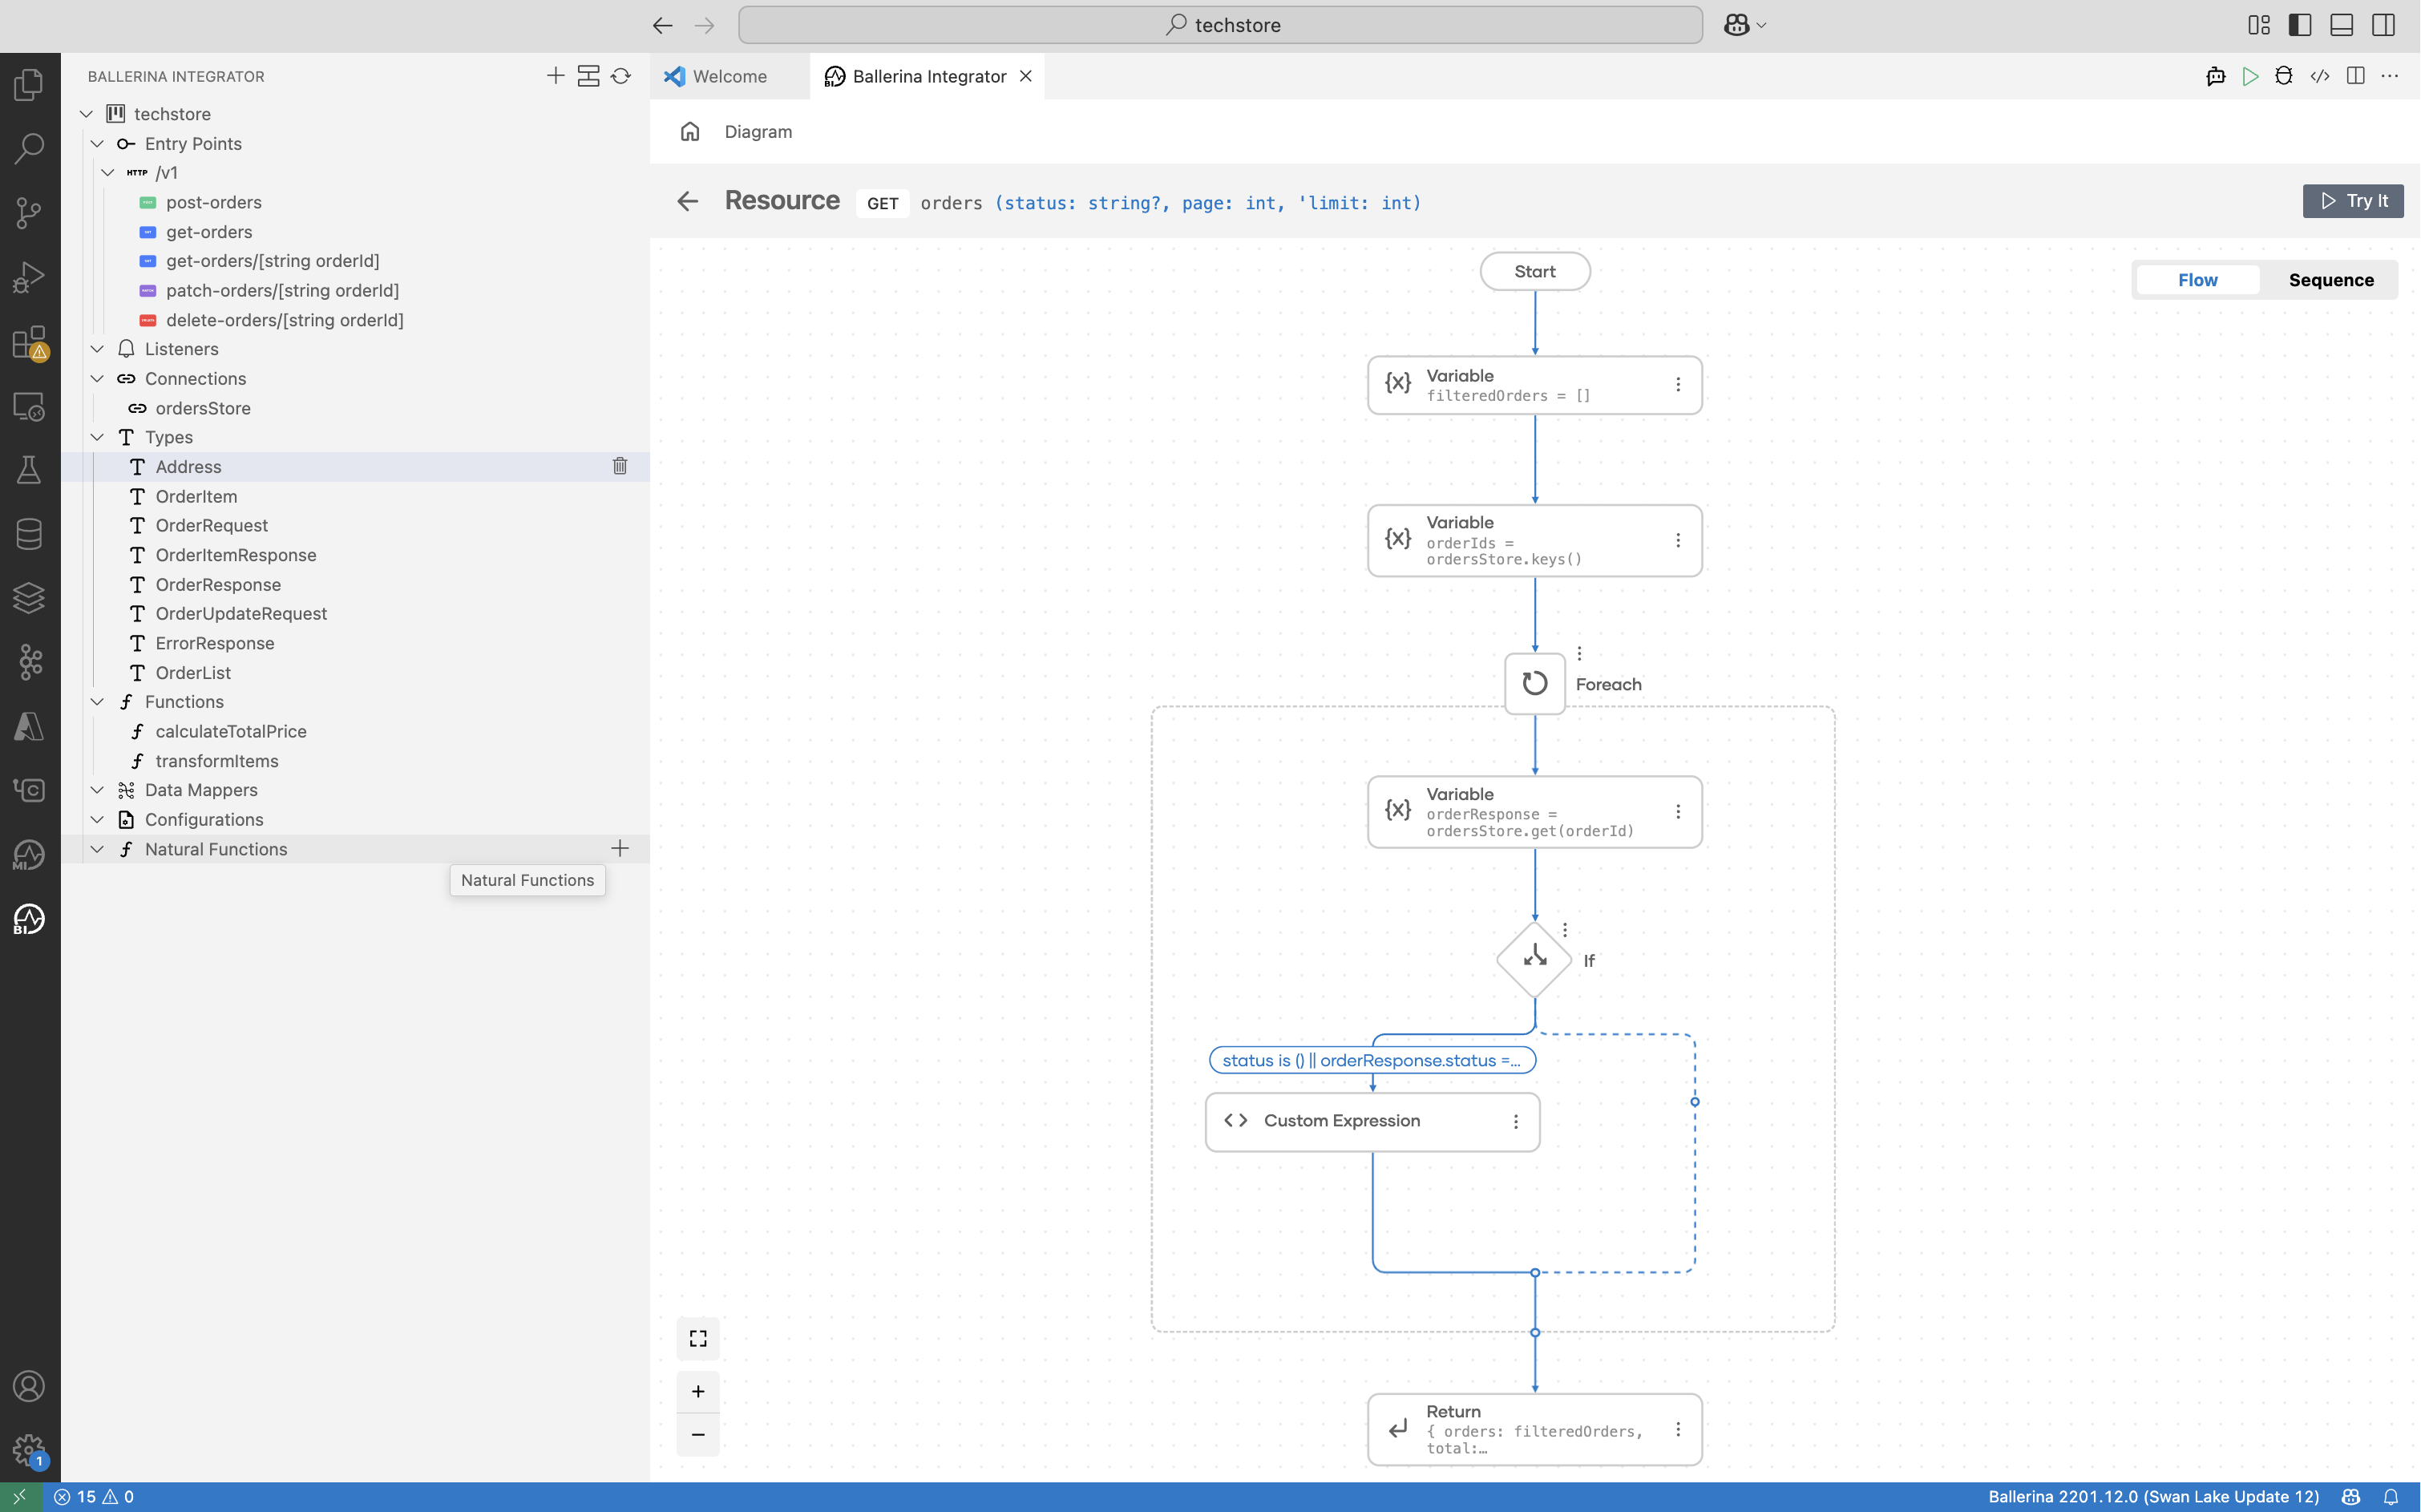 techstore
BALLERINA INTEGRATOR
techstore
Entry Points
HTTP /v1
post-orders
get-orders
get-orders/[string orderId]
patch-orders/[string orderId]
delete-orders/[string orderId]
Listeners
Connections
ordersStore
Types
Address
OrderItem
OrderRequest
OrderItemResponse
OrderResponse
OrderUpdateRequest
ErrorResponse
OrderList
Functions
calculateTotalPrice
transformItems
Data Mappers
Configurations
Natural Functions
Natural Functions
MI
BI
1
Welcome
BI Ballerina Integrator
Diagram
Resource GET orders (status: string?, page: int, 'limit: int)
Try It
Flow Sequence
Start
Variable
filteredOrders = []
Variable
orderIds =
ordersStore.keys()
Foreach
Variable
orderResponse =
ordersStore.get(orderId)
If
status is () || orderResponse.status =...
Custom Expression
Return
{ orders: filteredOrders,
total:…
15 0
Ballerina 2201.12.0 (Swan Lake Update 12)